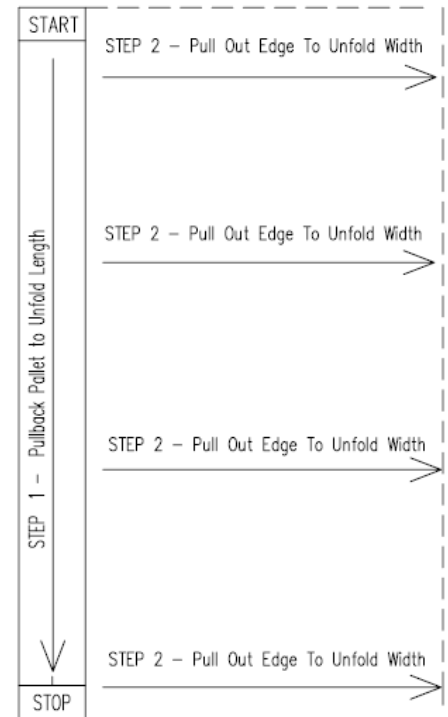 START
STEP 2 - Pull Out Edge To Unfold Width
STEP 2 - Pull Out Edge To Unfold Width
STEP 1 - Pullback Pallet to Unfold Length
STEP 2 - Pull Out Edge To Unfold Width
STEP 2 - Pull Out Edge To Unfold Width
STOP